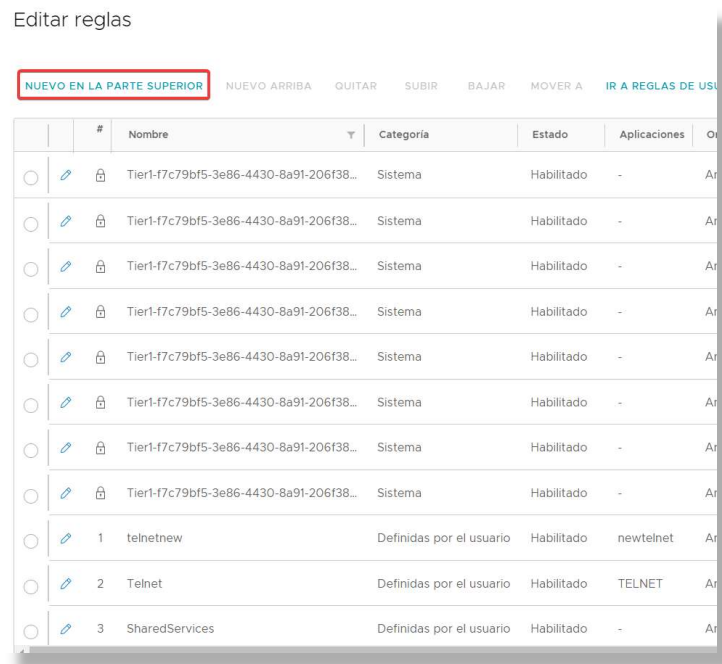 Editar reglas
NUEVO EN LA PARTE SUPERIOR NUEVO ARRIBA QUITAR SUBIR BAJAR MOVER A IR A REGLAS DE
# Nombre Categoría Estado Aplicaciones
Tier1-f7c79bf5-3e86-4430-8a91-206f38... Sistema Habilitado -
Tier1-f7c79bf5-3e86-4430-8a91-206f38... Sistema Habilitado -
Tier1-f7c79bf5-3e86-4430-8a91-206f38... Sistema Habilitado -
Tier1-f7c79bf5-3e86-4430-8a91-206f38... Sistema Habilitado -
Tier1-f7c79bf5-3e86-4430-8a91-206f38... Sistema Habilitado -
Tier1-f7c79bf5-3e86-4430-8a91-206f38... Sistema Habilitado -
Tier1-f7c79bf5-3e86-4430-8a91-206f38... Sistema Habilitado -
Tier1-f7c79bf5-3e86-4430-8a91-206f38... Sistema Habilitado -
1 telnetnew Definidas por el usuario Habilitado newtelnet
2 Telnet Definidas por el usuario Habilitado TELNET
3 SharedServices Definidas por el usuario Habilitado -